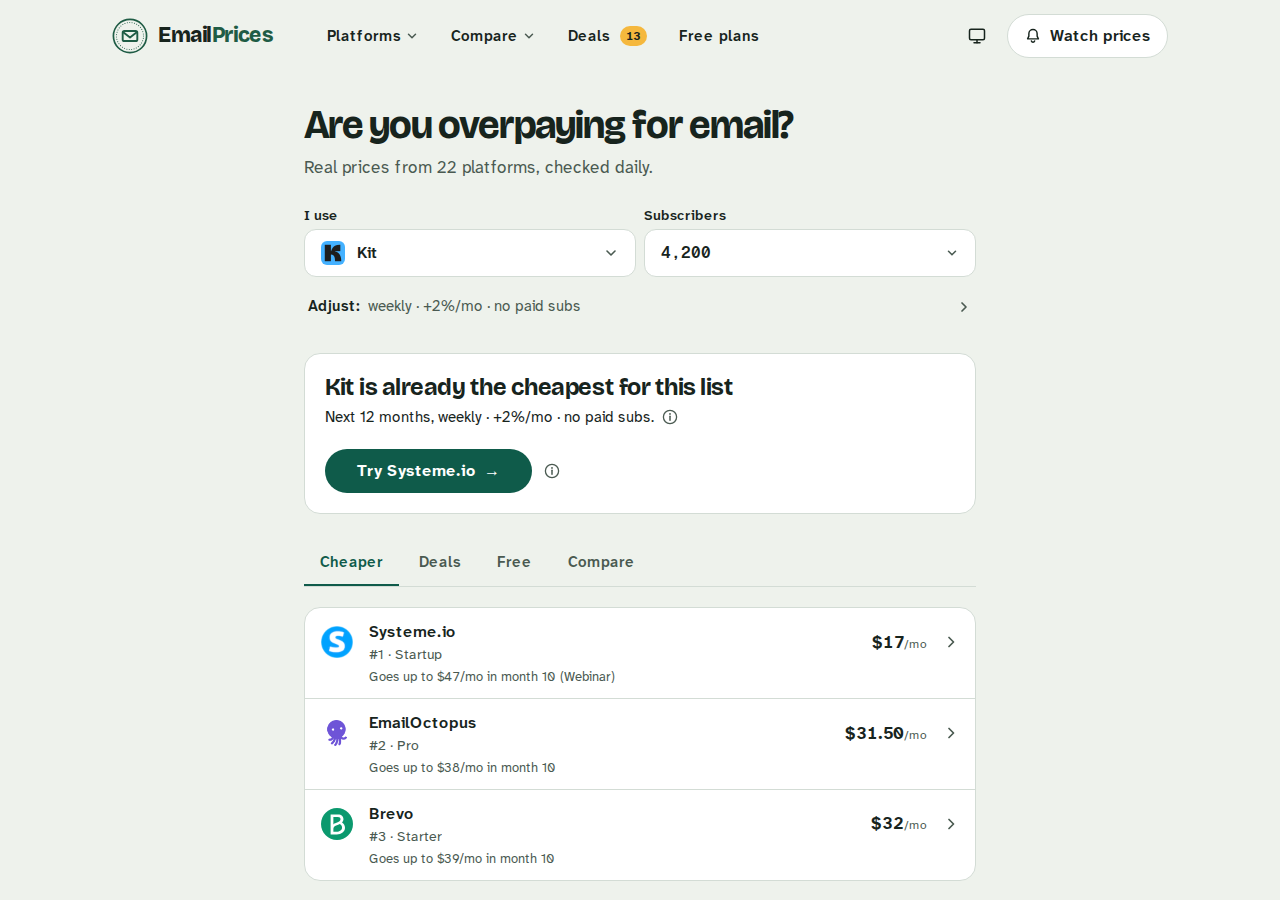 EmailPrices
Platforms
Compare
Deals 13
Free plans
Watch prices
Are you overpaying for email?
Real prices from 22 platforms, checked daily.
I use
Subscribers
Kit
4,200
Adjust: weekly · +2%/mo · no paid subs
Kit is already the cheapest for this list
Next 12 months, weekly · +2%/mo · no paid subs.
Try Systeme.io →
Cheaper
Deals
Free
Compare
Systeme.io
#1 · Startup
Goes up to $47/mo in month 10 (Webinar)
$17/mo
EmailOctopus
#2 · Pro
Goes up to $38/mo in month 10
$31.50/mo
Brevo
#3 · Starter
Goes up to $39/mo in month 10
$32/mo